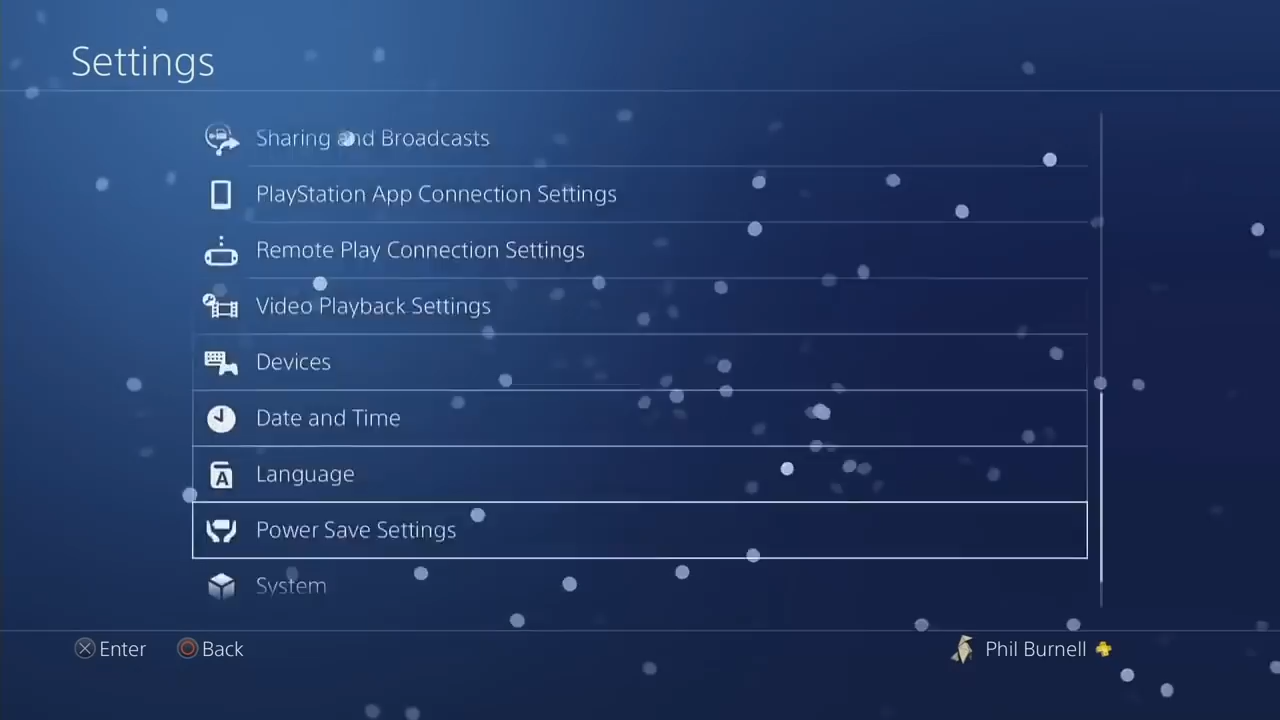 Settings
Sharing and Broadcasts
PlayStation App Connection Settings
Remote Play Connection Settings
Video Playback Settings
Devices
Date and Time
A Language
Power Save Settings
System
Enter Back Phil Burnell